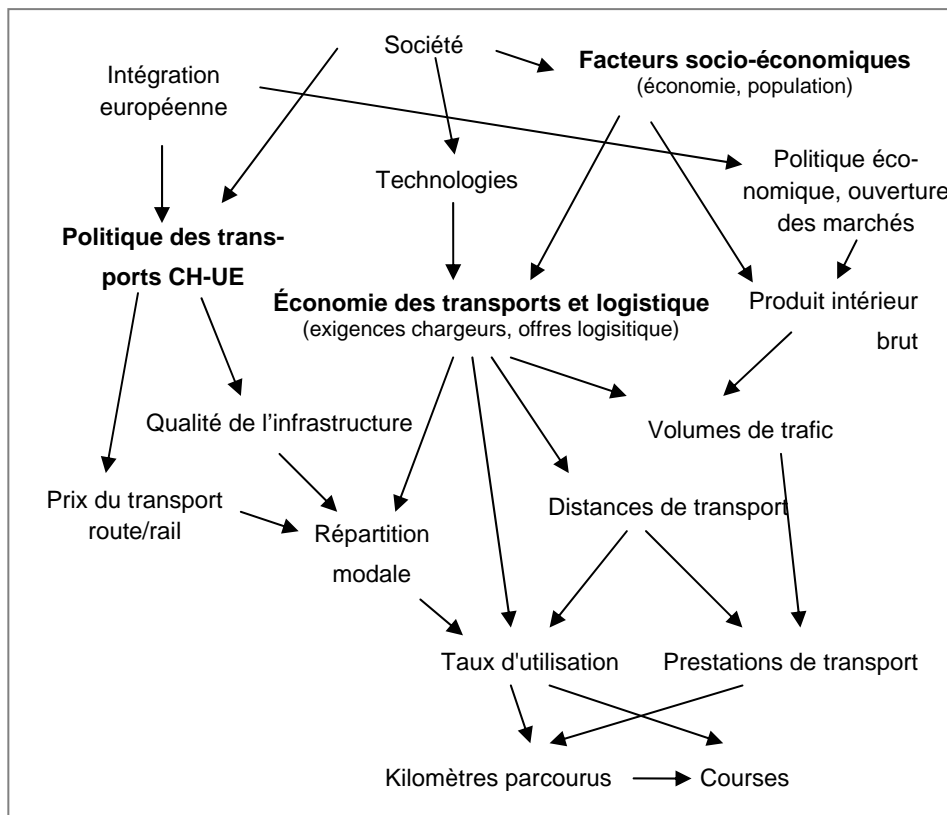 Société
Facteurs socio-économiques
(économie, population)
Intégration
européenne
Politique éco-
nomique, ouverture
des marchés
Technologies
Politique des trans-
ports CH-UE
Économie des transports et logistique
(exigences chargeurs, offres logisitique)
Produit intérieur
brut
Qualité de l'infrastructure
Volumes de trafic
Prix du transport
route/rail
Distances de transport
Répartition
modale
Taux d'utilisation
Prestations de transport
Kilomètres parcourus
Courses